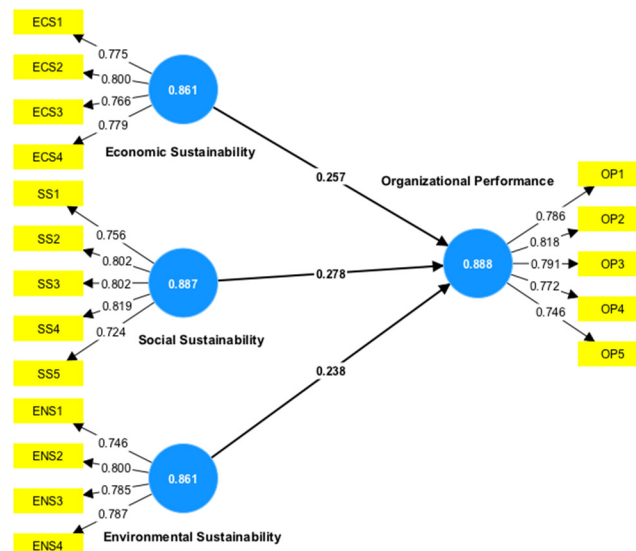 ECS1
0.775
ECS2
0.800
ECS3
0.766
0.779
ECS4
0.861
Economic Sustainability
0.257
SS1
0.756
SS2
0.802
SS3
0.802
SS4
0.819
0.724
SS5
0.887
Social Sustainability
0.278
ENS1
0.746
ENS2
0.800
ENS3
0.785
0.787
ENS4
0.861
Environmental Sustainability
0.238
Organizational Performance
0.888
OP1
0.786
OP2
0.818
OP3
0.791
0.772
OP4
0.746
OP5